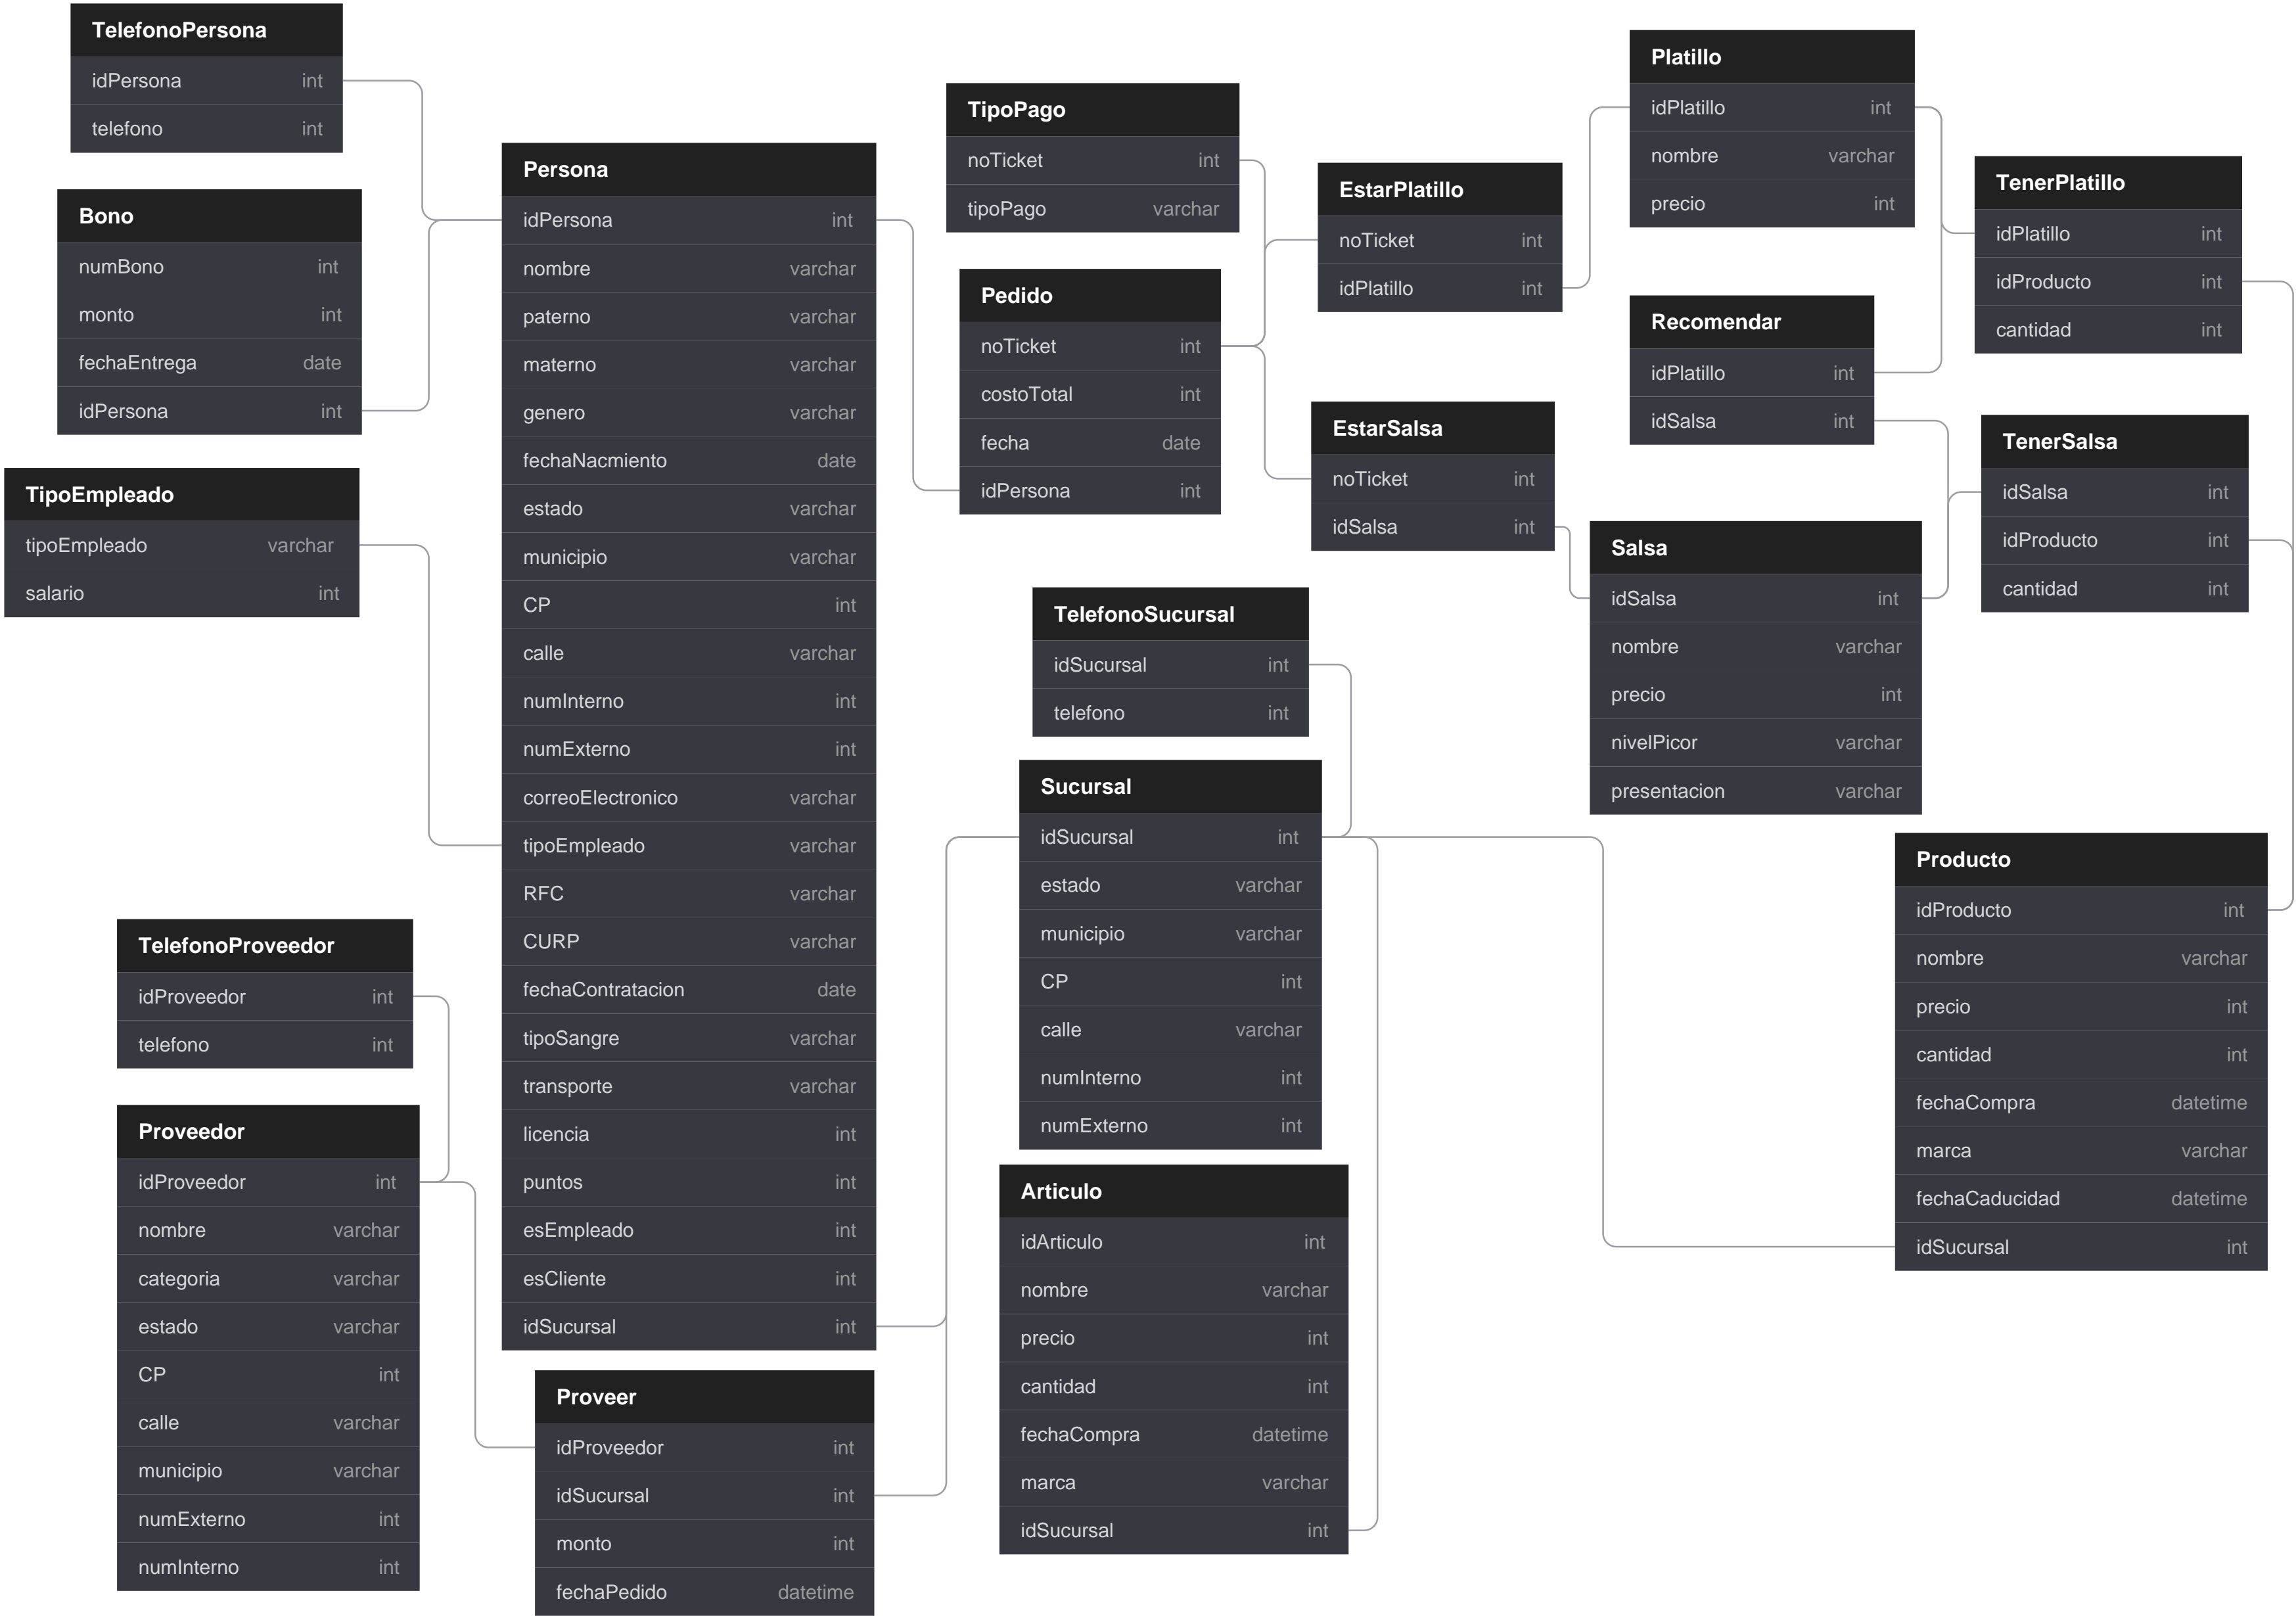 TelefonoPersona
idPersona int
telefono int
Bono
numBono int
monto int
fechaEntrega date
idPersona int
TipoEmpleado
tipoEmpleado varchar
salario int
TelefonoProveedor
idProveedor int
telefono int
Proveedor
idProveedor int
nombre varchar
categoria varchar
estado varchar
CP int
calle varchar
municipio varchar
numExterno int
numInterno int
Persona
idPersona int
nombre varchar
paterno varchar
materno varchar
genero varchar
fechaNacmiento date
estado varchar
municipio varchar
CP int
calle varchar
numInterno int
numExterno int
correoElectronico varchar
tipoEmpleado varchar
RFC varchar
CURP varchar
fechaContratacion date
tipoSangre varchar
transporte varchar
licencia int
puntos int
esEmpleado int
esCliente int
idSucursal int
Proveer
idProveedor int
idSucursal int
monto int
fechaPedido datetime
TipoPago
noTicket int
tipoPago varchar
Pedido
noTicket int
costoTotal int
fecha date
idPersona int
TelefonoSucursal
idSucursal int
telefono int
Sucursal
idSucursal int
estado varchar
municipio varchar
CP int
calle varchar
numInterno int
numExterno int
Articulo
idArticulo int
nombre varchar
precio int
cantidad int
fechaCompra datetime
marca varchar
idSucursal int
EstarPlatillo
noTicket int
idPlatillo int
EstarSalsa
noTicket int
idSalsa int
Platillo
idPlatillo int
nombre varchar
precio int
Recomendar
idPlatillo int
idSalsa int
Salsa
idSalsa int
nombre varchar
precio int
nivelPicor varchar
presentacion varchar
TenerPlatillo
idPlatillo int
idProducto int
cantidad int
TenerSalsa
idSalsa int
idProducto int
cantidad int
Producto
idProducto int
nombre varchar
precio int
cantidad int
fechaCompra datetime
marca varchar
fechaCaducidad datetime
idSucursal int